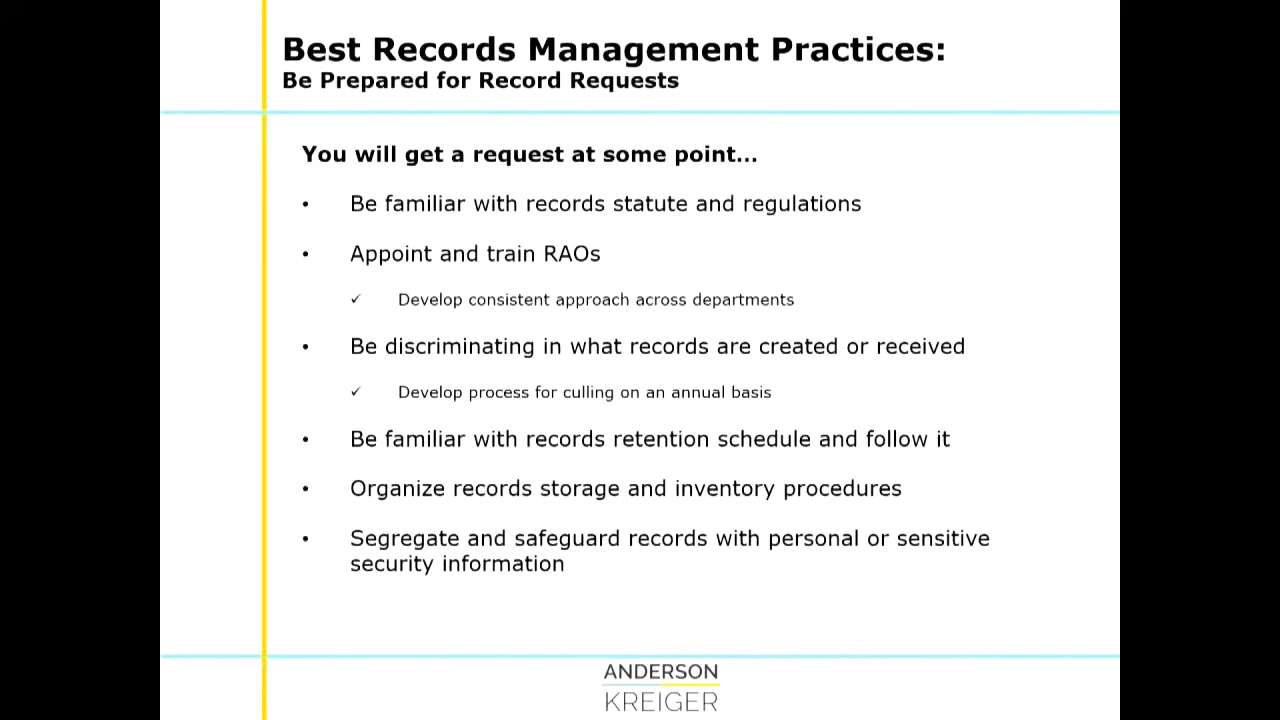 Best Records Management Practices:
Be Prepared for Record Requests
You will get a request at some point...
• Be familiar with records statute and regulations
• Appoint and train RAOs
✓ Develop consistent approach across departments
• Be discriminating in what records are created or received
✓ Develop process for culling on an annual basis
• Be familiar with records retention schedule and follow it
• Organize records storage and inventory procedures
• Segregate and safeguard records with personal or sensitive
security information
ANDERSON
KREIGER